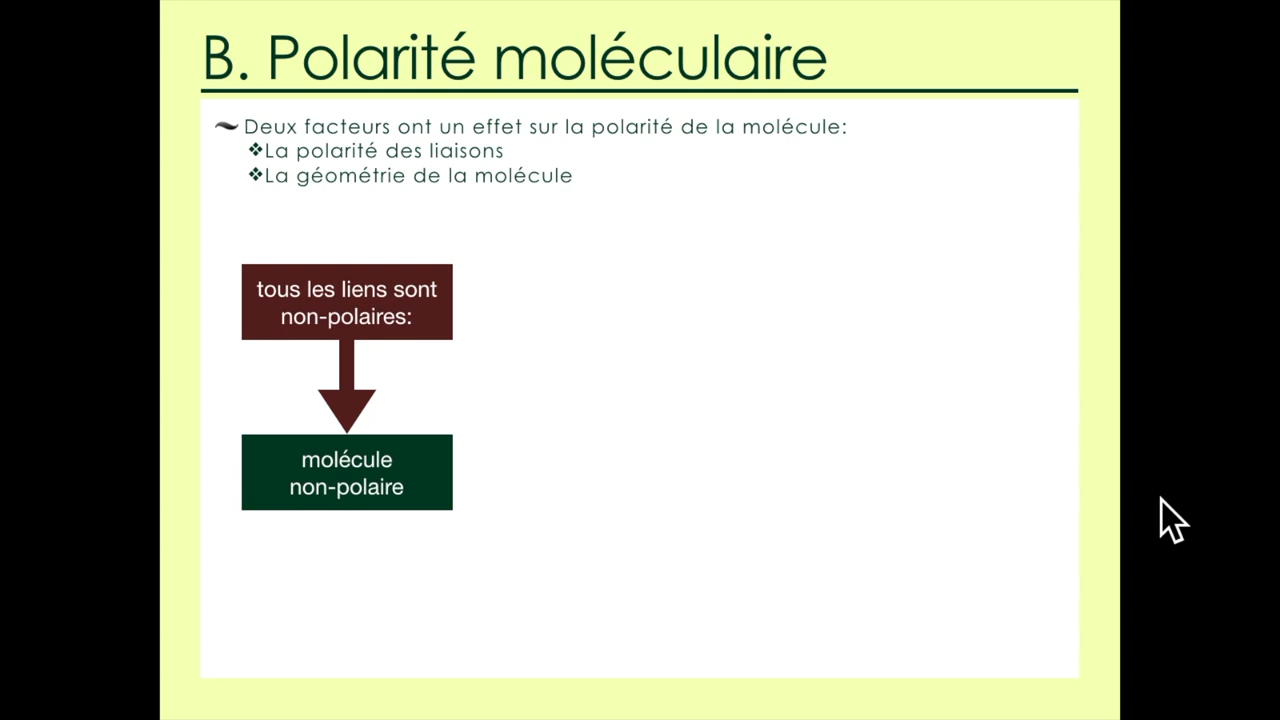 B. Polarité moléculaire
Deux facteurs ont un effet sur la polarité de la molécule:
❖La polarité des liaisons
❖La géométrie de la molécule
tous les liens sont
non-polaires:
molécule
non-polaire